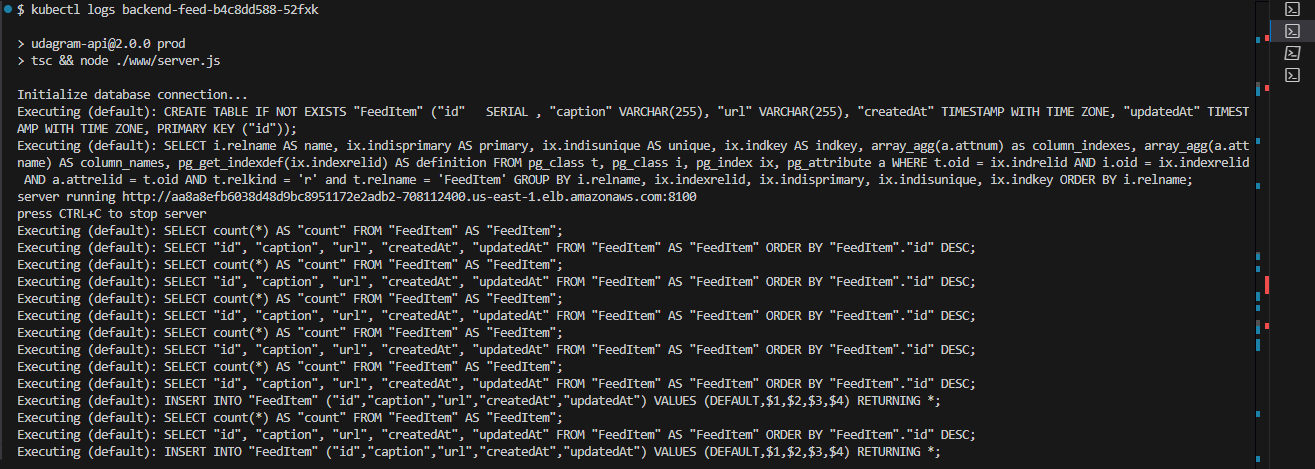 $ kubectl logs backend-feed-b4c8dd588-52fxk
> udagram-api@2.0.0 prod
> tsc && node ./www/server.js
Initialize database connection...
Executing (default): CREATE TABLE IF NOT EXISTS "FeedItem" ("id"   SERIAL , "caption" VARCHAR(255), "url" VARCHAR(255), "createdAt" TIMESTAMP WITH TIME ZONE, "updatedAt" TIMEST
AMP WITH TIME ZONE, PRIMARY KEY ("id"));
Executing (default): SELECT i.relname AS name, ix.indisprimary AS primary, ix.indisunique AS unique, ix.indkey AS indkey, array_agg(a.attnum) as column_indexes, array_agg(a.att
name) AS column_names, pg_get_indexdef(ix.indexrelid) AS definition FROM pg_class t, pg_class i, pg_index ix, pg_attribute a WHERE t.oid = ix.indrelid AND i.oid = ix.indexrelid
 AND a.attrelid = t.oid AND t.relkind = 'r' and t.relname = 'FeedItem' GROUP BY i.relname, ix.indexrelid, ix.indisprimary, ix.indisunique, ix.indkey ORDER BY i.relname;
server running http://aa8a8efb6038d48d9bc8951172e2adb2-708112400.us-east-1.elb.amazonaws.com:8100
press CTRL+C to stop server
Executing (default): SELECT count(*) AS "count" FROM "FeedItem" AS "FeedItem";
Executing (default): SELECT "id", "caption", "url", "createdAt", "updatedAt" FROM "FeedItem" AS "FeedItem" ORDER BY "FeedItem"."id" DESC;
Executing (default): SELECT count(*) AS "count" FROM "FeedItem" AS "FeedItem";
Executing (default): SELECT "id", "caption", "url", "createdAt", "updatedAt" FROM "FeedItem" AS "FeedItem" ORDER BY "FeedItem"."id" DESC;
Executing (default): SELECT count(*) AS "count" FROM "FeedItem" AS "FeedItem";
Executing (default): SELECT "id", "caption", "url", "createdAt", "updatedAt" FROM "FeedItem" AS "FeedItem" ORDER BY "FeedItem"."id" DESC;
Executing (default): SELECT count(*) AS "count" FROM "FeedItem" AS "FeedItem";
Executing (default): SELECT "id", "caption", "url", "createdAt", "updatedAt" FROM "FeedItem" AS "FeedItem" ORDER BY "FeedItem"."id" DESC;
Executing (default): SELECT count(*) AS "count" FROM "FeedItem" AS "FeedItem";
Executing (default): SELECT "id", "caption", "url", "createdAt", "updatedAt" FROM "FeedItem" AS "FeedItem" ORDER BY "FeedItem"."id" DESC;
Executing (default): INSERT INTO "FeedItem" ("id","caption","url","createdAt","updatedAt") VALUES (DEFAULT,$1,$2,$3,$4) RETURNING *;
Executing (default): SELECT count(*) AS "count" FROM "FeedItem" AS "FeedItem";
Executing (default): SELECT "id", "caption", "url", "createdAt", "updatedAt" FROM "FeedItem" AS "FeedItem" ORDER BY "FeedItem"."id" DESC;
Executing (default): INSERT INTO "FeedItem" ("id","caption","url","createdAt","updatedAt") VALUES (DEFAULT,$1,$2,$3,$4) RETURNING *;